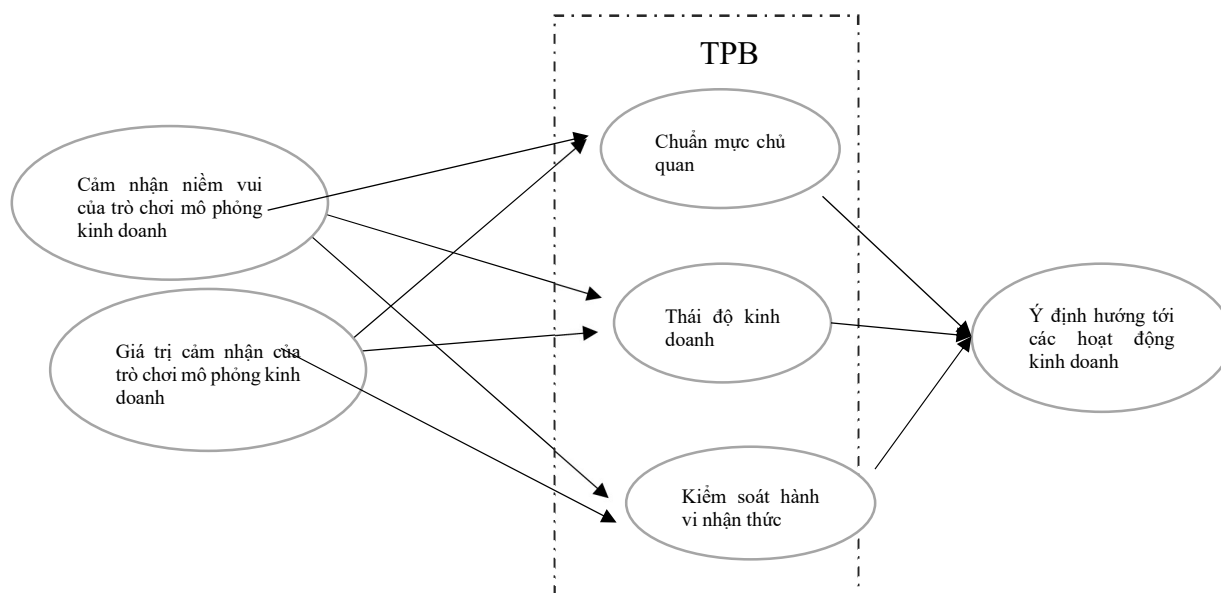 TPB
Chuẩn mực chủ
quan
Cảm nhận niềm vui
của trò chơi mô phỏng
kinh doanh
Thái độ kinh
doanh
Ý định hướng tới
các hoạt động
kinh doanh
Giá trị cảm nhận của
trò chơi mô phỏng kinh
doanh
Kiểm soát hành
vi nhận thức